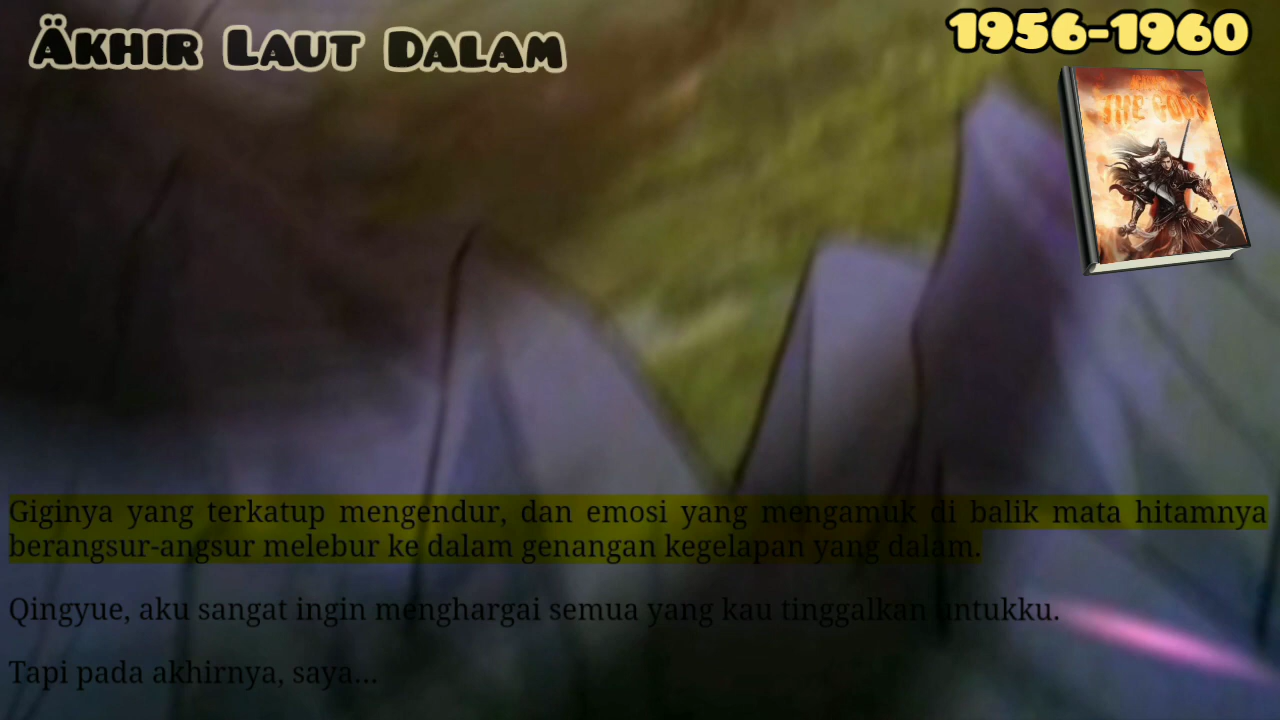 Äkhir Laut Dalam
1956-1960
THE GODS
Giginya yang terkatup mengendur, dan emosi yang mengamuk di balik mata hitamnya
berangsur-angsur melebur ke dalam genangan kegelapan yang dalam.
Qingyue, aku sangat ingin menghargai semua yang kau tinggalkan untukku.
Tapi pada akhirnya, saya...